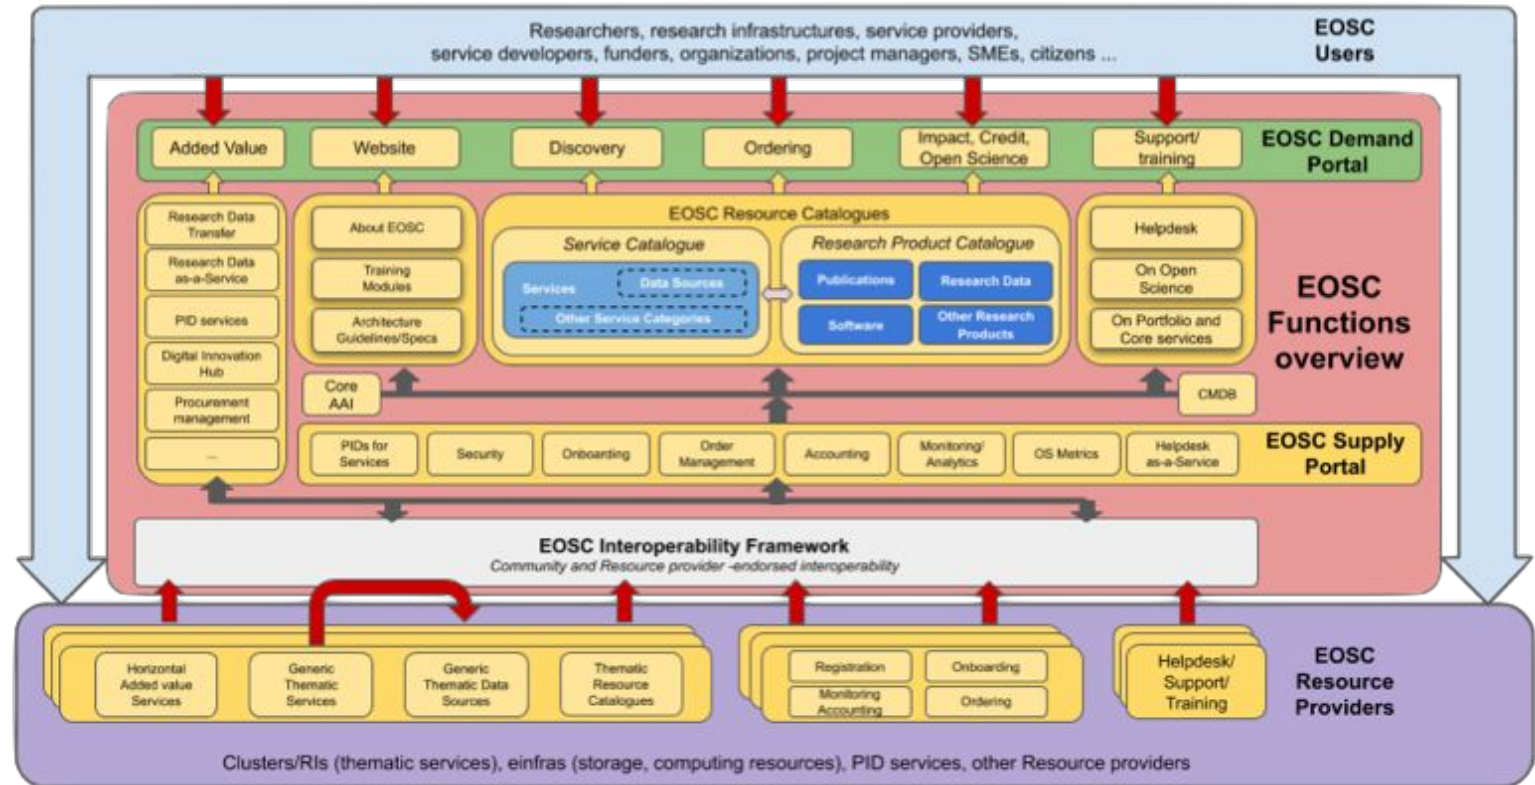 Researchers, research infrastructures, service providers,
service developers, funders, organizations, project managers, SMEs, citizens ...
EOSC
Users
Added Value
Website
Discovery
Ordering
Impact, Credit,
Open Science
Support/
training
EOSC Demand
Portal
Research Data
Transfer
Research Data
as-a-Service
PID services
Digital Innovation
Hub
Procurement
management
...
About EOSC
Training
Modules
Architecture
Guidelines/Specs
EOSC Resource Catalogues
Service Catalogue
Services
Data Sources
Other Service Categories
Research Product Catalogue
Publications
Research Data
Software
Other Research
Products
Helpdesk
On Open
Science
On Portfolio and
Core services
EOSC
Functions
overview
Core
AAI
CMDB
PIDs for
Services
Security
Onboarding
Order
Management
Accounting
Monitoring/
Analytics
OS Metrics
Helpdesk
as-a-Service
EOSC Supply
Portal
EOSC Interoperability Framework
Community and Resource provider -endorsed interoperability
Horizontal
Added value
Services
Generic
Thematic
Services
Generic
Thematic Data
Sources
Thematic
Resource
Catalogues
Registration
Onboarding
Monitoring
Accounting
Ordering
Helpdesk/
Support/
Training
EOSC
Resource
Providers
Clusters/RIs (thematic services), einfras (storage, computing resources), PID services, other Resource providers